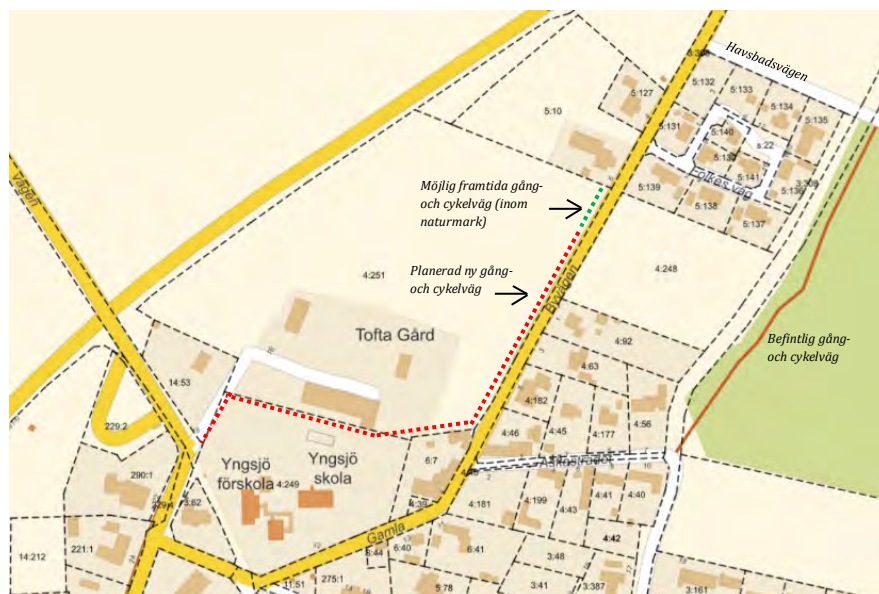 Havsbadsvägen
5:132
5:133
5:127
5:134
5:10
5:135
5:131
5:140
s:22
Vägen
5:141
Folkes väg
5:139
5:138
5:137
Möjlig framtida gång-
och cykelväg (inom
naturmark)
4:251
4:248
Planerad ny gång-
och cykelväg
Byvägen
Tofta Gård
4:92
Befintlig gång-
och cykelväg
4:63
14:53
4:182
4:56
229:2
4:46
4:45
4:177
6:7
Yngsjö
förskola
4:249
Yngsjö
skola
290:1
4:181
4:199
4:41
4:40
4:43
4:39
Gamla
4:42
14:212
221:1
6:40
6:41
3:48
275:1
5:78
3:41
3:387
3:161